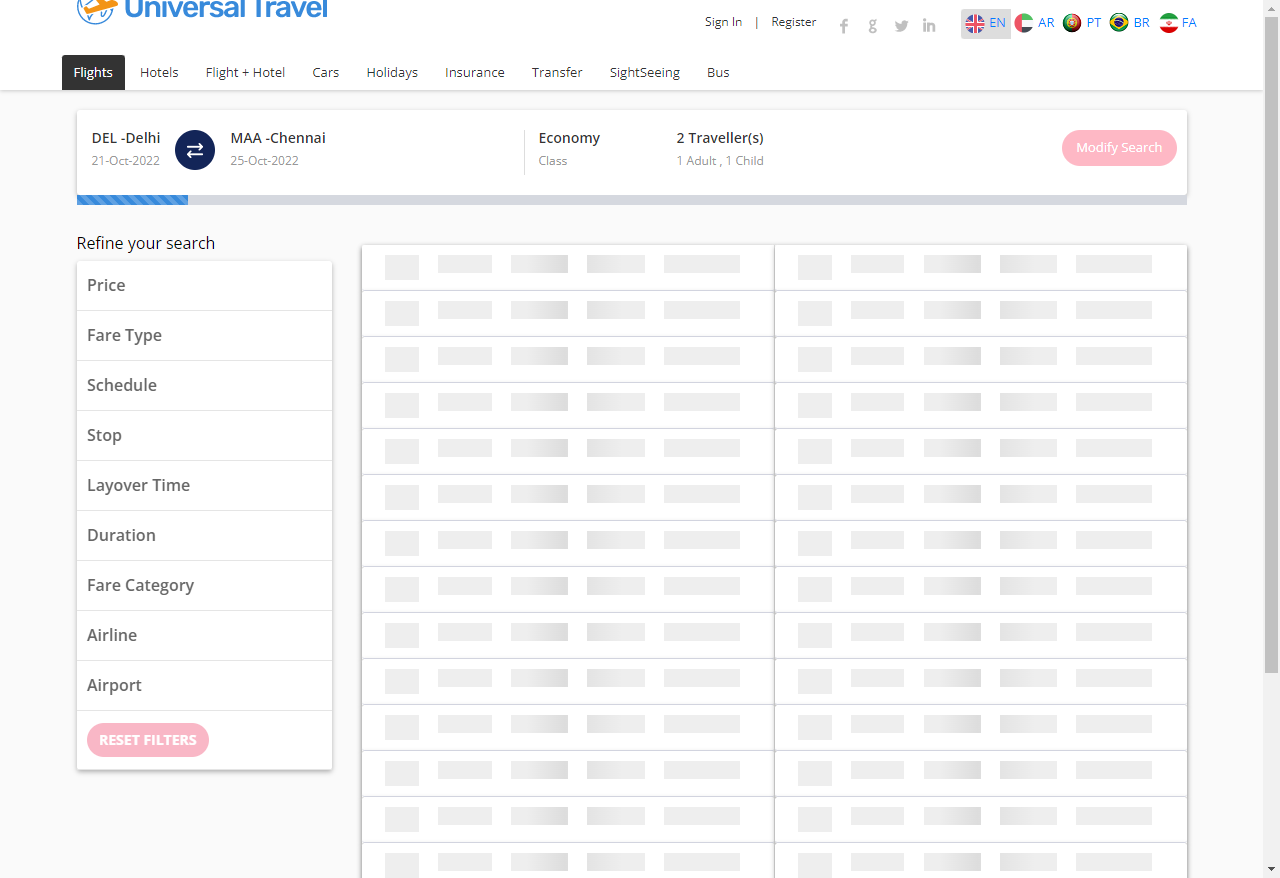 Universal Travel
Sign In | Register
EN AR PT BR FA
Flights Hotels Flight + Hotel Cars Holidays Insurance Transfer SightSeeing Bus
DEL -Delhi MAA -Chennai Economy 2 Traveller(s)
21-Oct-2022 25-Oct-2022 Class 1 Adult , 1 Child
Modify Search
Refine your search
Price
Fare Type
Schedule
Stop
Layover Time
Duration
Fare Category
Airline
Airport
RESET FILTERS